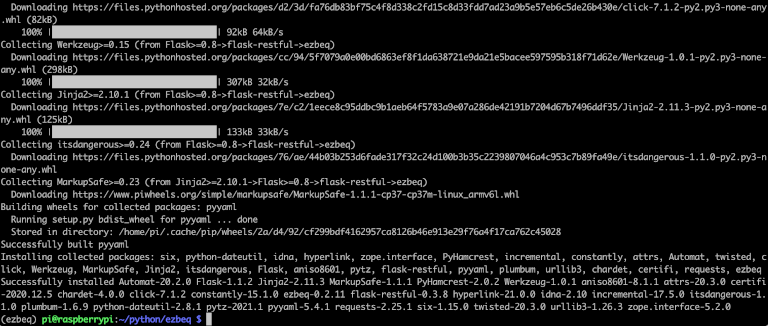 Downloading https://files.pythonhosted.org/packages/d2/3d/fa76db83bf75c4f8d338c2fd15c8d33fdd7ad23a9b5e57eb6c5de26b430e/click-7.1.2-py2.py3-none-any
.whl (82kB)
100% | | 92kB 64kB/s
Collecting Werkzeug>=0.15 (from Flask>=0.8->flask-restful->ezbeq)
Downloading https://files.pythonhosted.org/packages/cc/94/5f7079a0e00bd6863ef8f1da638721e9da21e5bacee597595b318f71d62e/Werkzeug-1.0.1-py2.py3-none-
any.whl (298kB)
100% | | 307kB 32kB/s
Collecting Jinja2>=2.10.1 (from Flask>=0.8->flask-restful->ezbeq)
Downloading https://files.pythonhosted.org/packages/7e/c2/1eece8c95ddbc9b1aeb64f5783a9e07a286de42191b7204d67b7496ddf35/Jinja2-2.11.3-py2.py3-none-a
ny.whl (125kB)
100% | | 133kB 33kB/s
Collecting itsdangerous>=0.24 (from Flask>=0.8->flask-restful->ezbeq)
Downloading https://files.pythonhosted.org/packages/76/ae/44b03b253d6fade317f32c24d100b3b35c2239807046a4c953c7b89fa49e/itsdangerous-1.1.0-py2.py3-n
one-any.whl
Collecting MarkupSafe>=0.23 (from Jinja2>=2.10.1->Flask>=0.8->flask-restful->ezbeq)
Downloading https://www.piwheels.org/simple/markupsafe/MarkupSafe-1.1.1-cp37-cp37m-linux_armv6l.whl
Building wheels for collected packages: pyyaml
Running setup.py bdist_wheel for pyyaml ... done
Stored in directory: /home/pi/.cache/pip/wheels/2a/d4/92/cf299bdf4162957ca8126b46e913e29f76a4f17ca762c45028
Successfully built pyyaml
Installing collected packages: six, python-dateutil, idna, hyperlink, zope.interface, PyHamcrest, incremental, constantly, attrs, Automat, twisted, c
lick, Werkzeug, MarkupSafe, Jinja2, itsdangerous, Flask, aniso8601, pytz, flask-restful, pyyaml, plumbum, urllib3, chardet, certifi, requests, ezbeq
Successfully installed Automat-20.2.0 Flask-1.1.2 Jinja2-2.11.3 MarkupSafe-1.1.1 PyHamcrest-2.0.2 Werkzeug-1.0.1 aniso8601-8.1.1 attrs-20.3.0 certifi
-2020.12.5 chardet-4.0.0 click-7.1.2 constantly-15.1.0 ezbeq-0.2.11 flask-restful-0.3.8 hyperlink-21.0.0 idna-2.10 incremental-17.5.0 itsdangerous-1.
1.0 plumbum-1.6.9 python-dateutil-2.8.1 pytz-2021.1 pyyaml-5.4.1 requests-2.25.1 six-1.15.0 twisted-20.3.0 urllib3-1.26.3 zope.interface-5.2.0
(ezbeq) pi@raspberrypi:~/python/ezbeq $